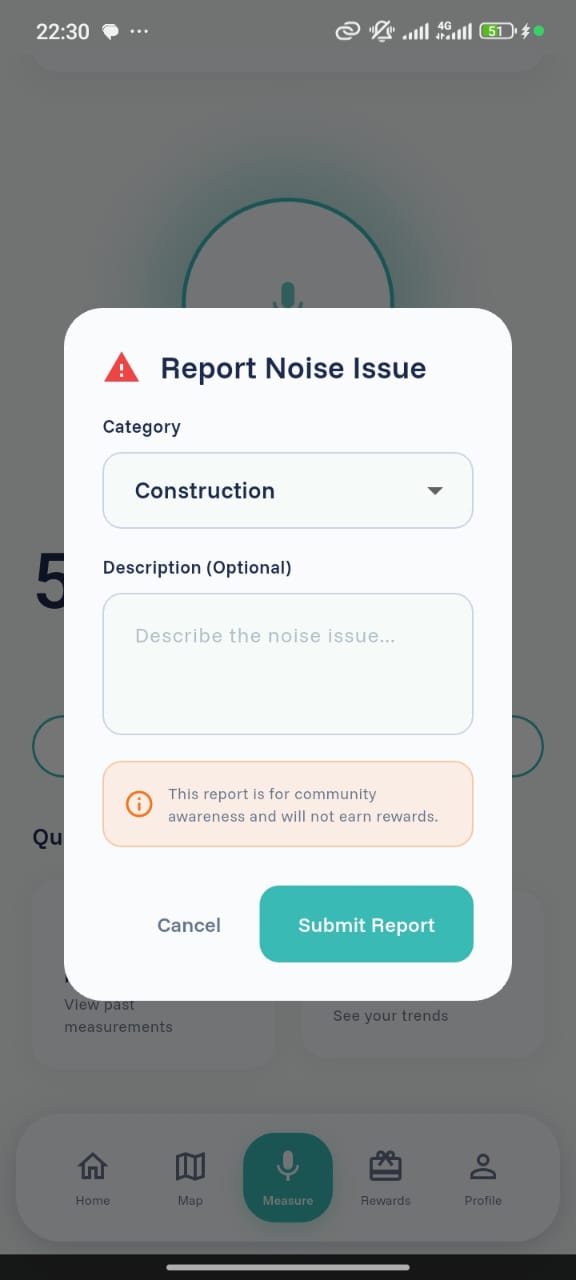 22:30
4G
51
Report Noise Issue
Category
Construction
Description (Optional)
Describe the noise issue...
5
This report is for community
awareness and will not earn rewards.
Qu
Cancel
Submit Report
View past
measurements
See your trends
Home
Map
Measure
Rewards
Profile